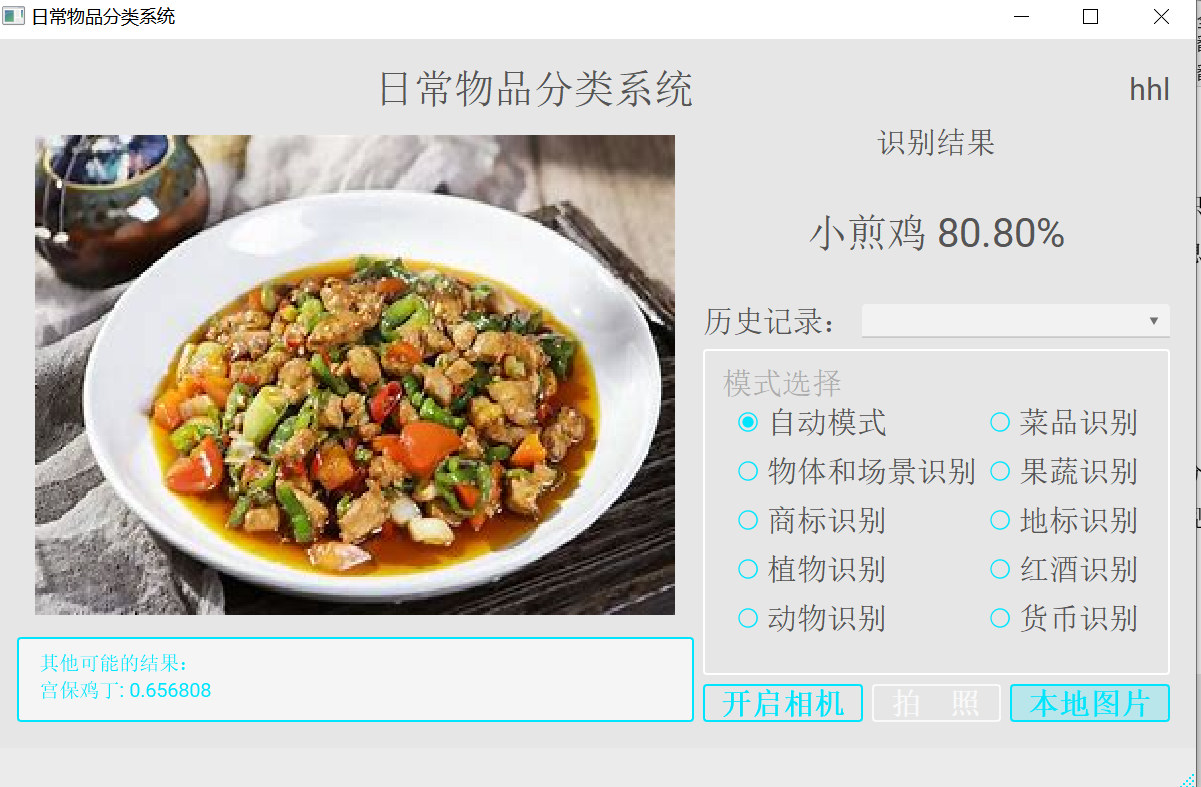 日常物品分类系统
日常物品分类系统
hhl
识别结果
小煎鸡 80.80%
历史记录：
模式选择
自动模式
菜品识别
物体和场景识别
果蔬识别
商标识别
地标识别
植物识别
红酒识别
动物识别
货币识别
其他可能的结果：
宫保鸡丁: 0.656808
开启相机
拍 照
本地图片